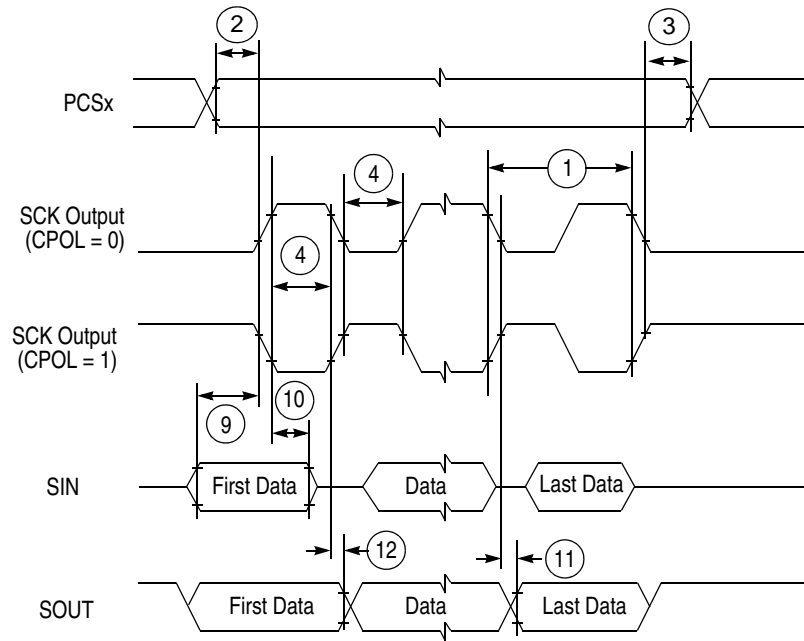 2
3
PCSx
4
1
SCK Output
(CPOL = 0)
4
SCK Output
(CPOL = 1)
9
10
SIN
First Data
Data
Last Data
12
11
SOUT
First Data
Data
Last Data